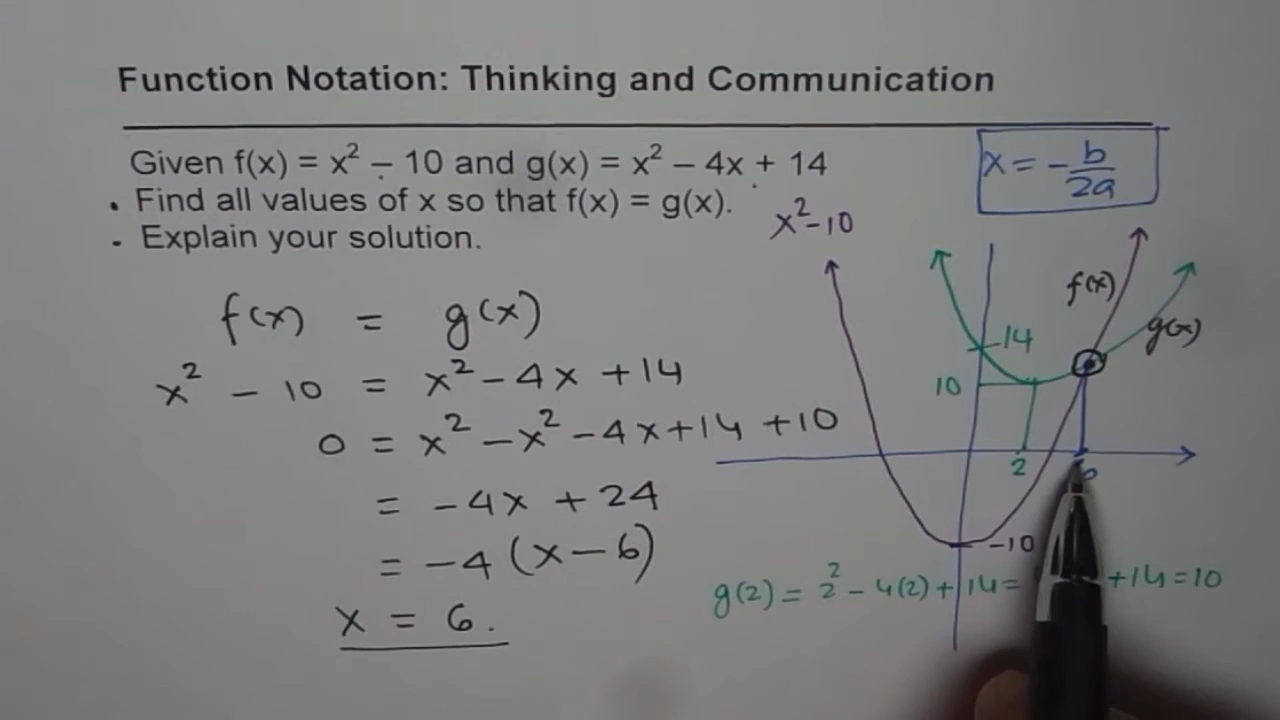 Function Notation: Thinking and Communication
Given f(x) = x² – 10 and g(x) = x² – 4x + 14
. Find all values of x so that f(x) = g(x).
- Explain your solution.
x = -b/2a
x²-10
f(x) = g(x)
x² - 10 = x² - 4x + 14
0 = x² - x² - 4x + 14 + 10
= -4x + 24
= -4 (x - 6)
x = 6.
f(x)
g(x)
14
10
2
-10
g(2) = 2² - 4(2) + 14 = +14 = 10